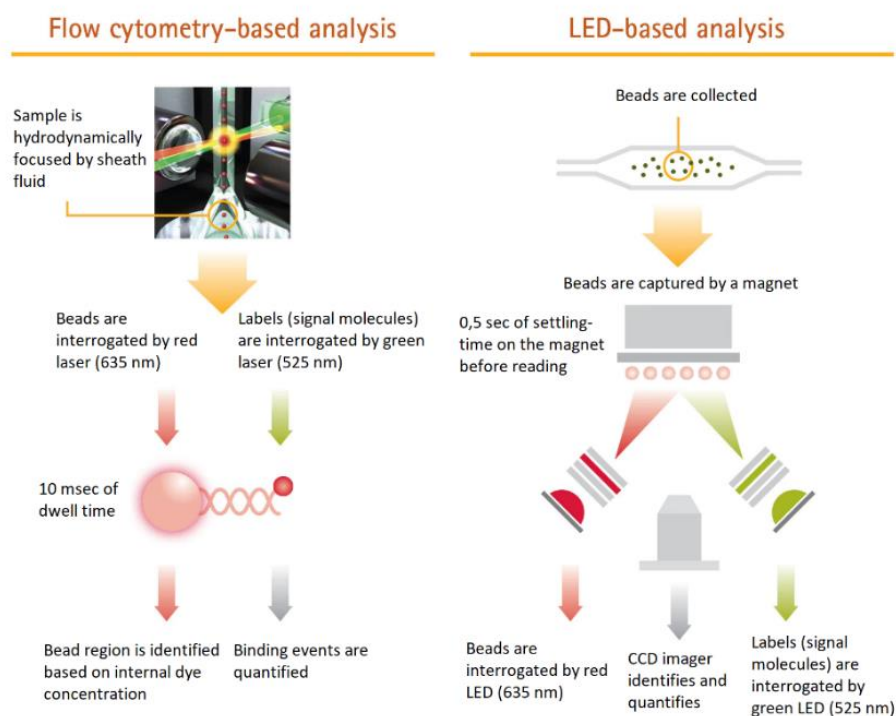 Flow cytometry-based analysis
Sample is
hydrodynamically
focused by sheath
fluid
Beads are
interrogated by red
laser (635 nm)
Labels (signal molecules)
are interrogated by green
laser (525 nm)
10 msec of
dwell time
Bead region is identified
based on internal dye
concentration
Binding events are
quantified
LED-based analysis
Beads are collected
Beads are captured by a magnet
0,5 sec of settling-
time on the magnet
before reading
Beads are
interrogated by red
LED (635 nm)
CCD imager
identifies and
quantifies
Labels (signal
molecules) are
interrogated by
green LED (525 nm)